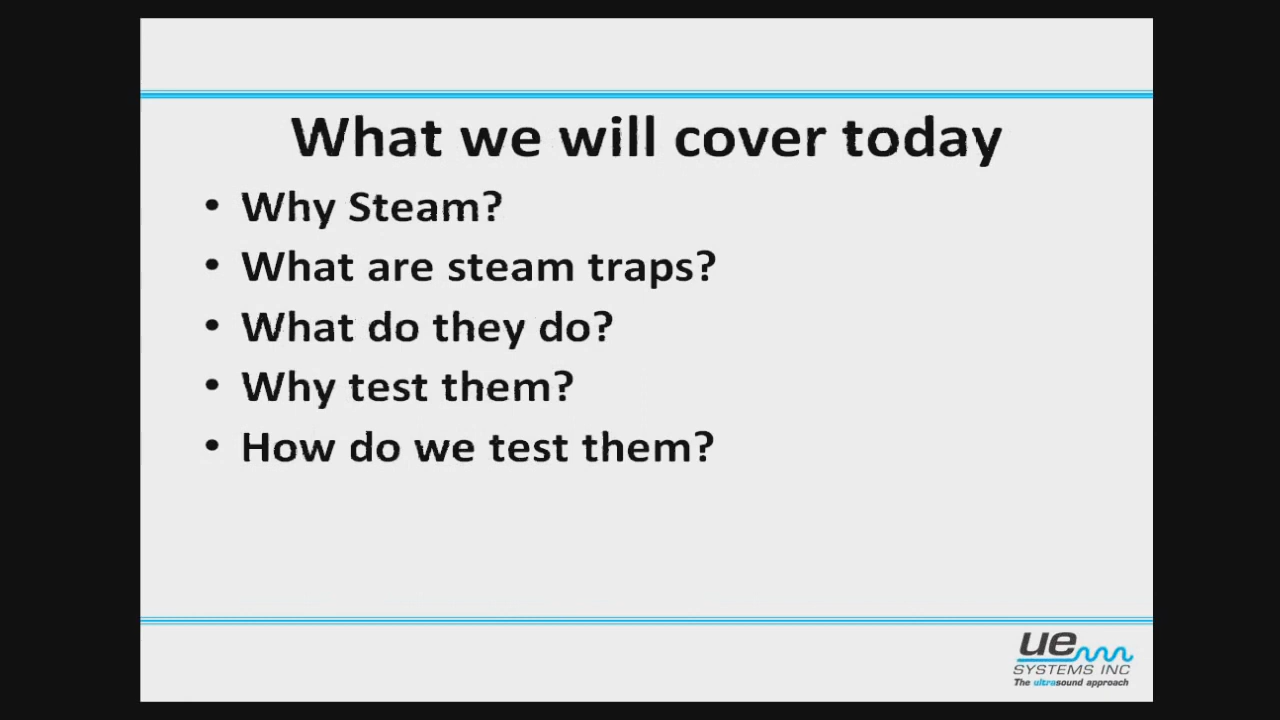 What we will cover today
• Why Steam?
• What are steam traps?
• What do they do?
• Why test them?
• How do we test them?
ue
SYSTEMS INC
The ultrasound approach